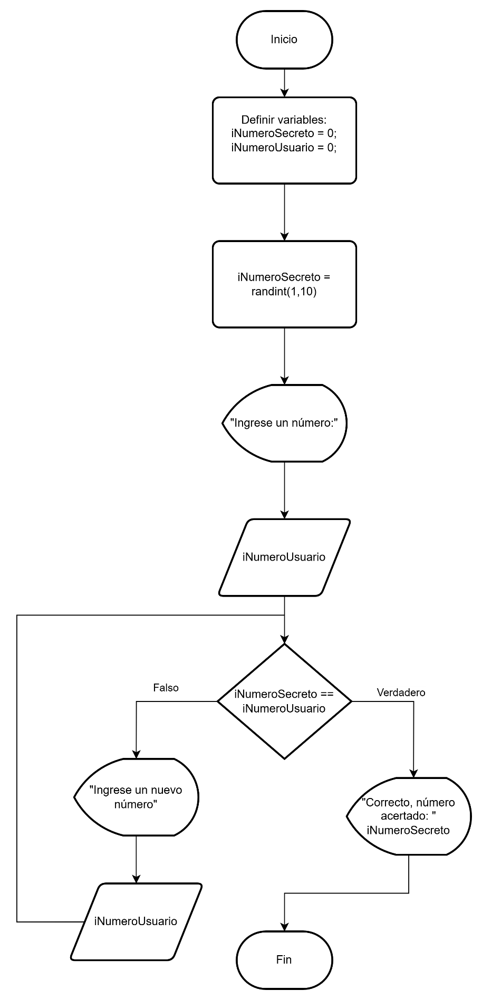 Inicio
Definir variables:
iNumeroSecreto = 0;
iNumeroUsuario = 0;
iNumeroSecreto =
randint(1,10)
"Ingrese un número:"
iNumeroUsuario
iNumeroSecreto ==
iNumeroUsuario
Falso
Verdadero
"Ingrese un nuevo
número"
"Correcto, número
acertado: "
iNumeroSecreto
iNumeroUsuario
Fin